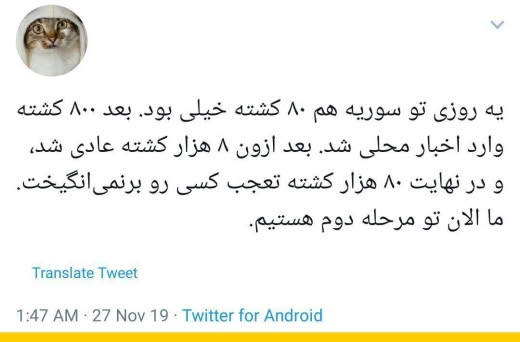 یه روزی تو سوریه هم ۸۰ کشته خیلی بود. بعد ۸۰۰ کشته
وارد اخبار محلی شد. بعد ازون ۸ هزار کشته عادی شد،
و در نهایت ۸۰ هزار کشته تعجب کسی رو برنمی‌انگیخت.
ما الان تو مرحله دوم هستیم.
Translate Tweet
1:47 AM · 27 Nov 19 · Twitter for Android